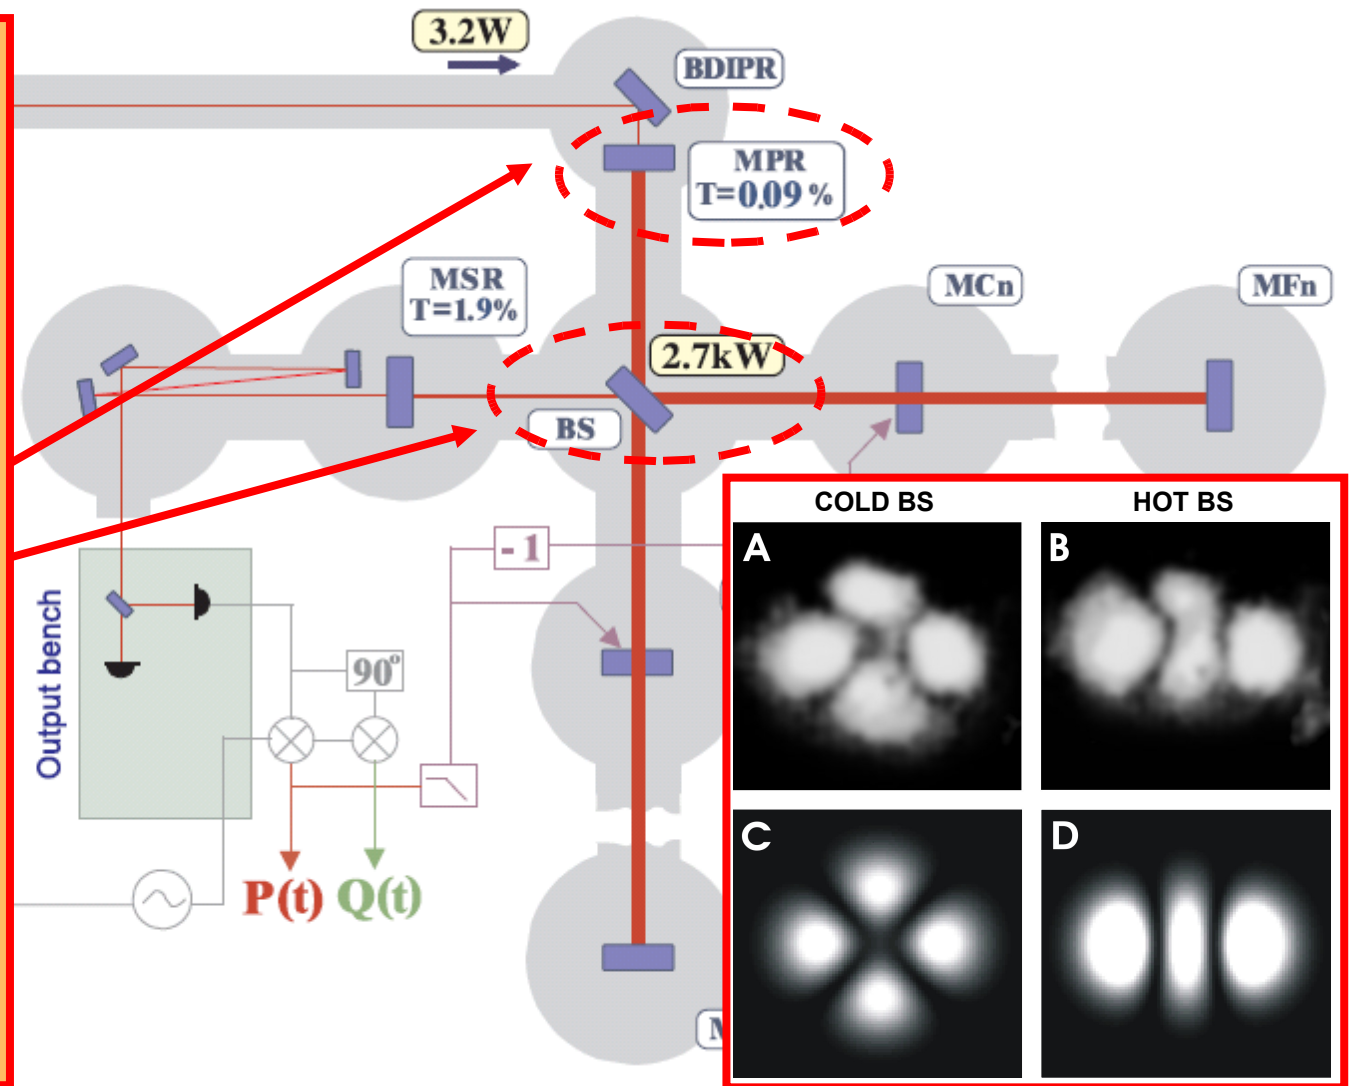 3.2W
BDIPR
MPR
T=0.09 %
MSR
T=1.9%
MCn
MFn
2.7kW
BS
COLD BS
HOT BS
A
B
- 1
Output bench
90°
C
D
P(t)
Q(t)